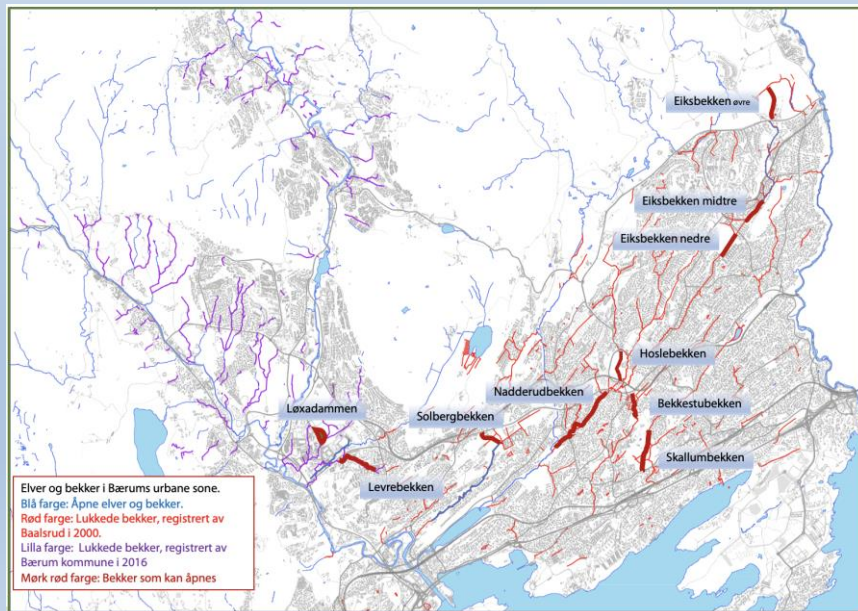 Eiksbekken øvre
Eiksbekken midtre
Eiksbekken nedre
Hoslebekken
Nadderudbekken
Bekkestubekken
Løxadammen
Solbergbekken
Skallumbekken
Levrebekken
Elver og bekker i Bærums urbane sone.
Blå farge: Åpne elver og bekker.
Rød farge: Lukkede bekker, registrert av
Baalsrud i 2000.
Lilla farge: Lukkede bekker, registrert av
Bærum kommune i 2016
Mørk rød farge: Bekker som kan åpnes